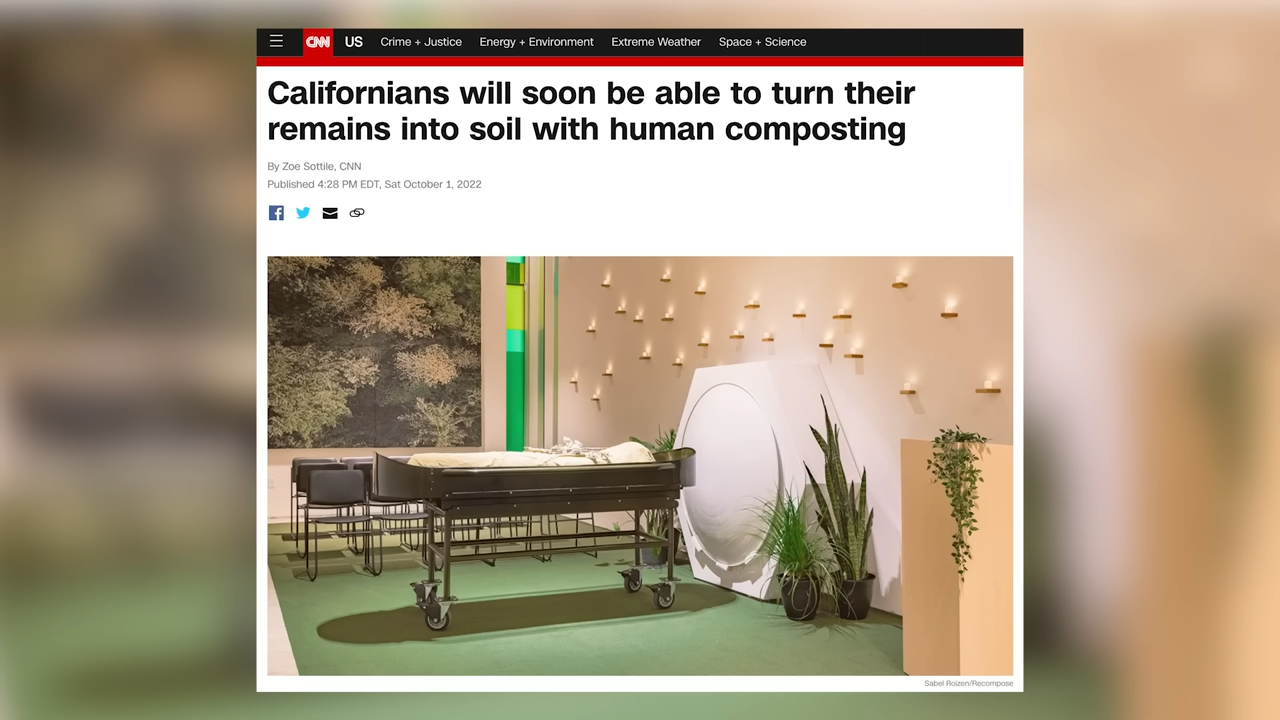 CNN US Crime + Justice Energy + Environment Extreme Weather Space + Science
Californians will soon be able to turn their
remains into soil with human composting
By Zoe Sottile, CNN
Published 4:28 PM EDT, Sat October 1, 2022
Sabel Roizen/Recompose